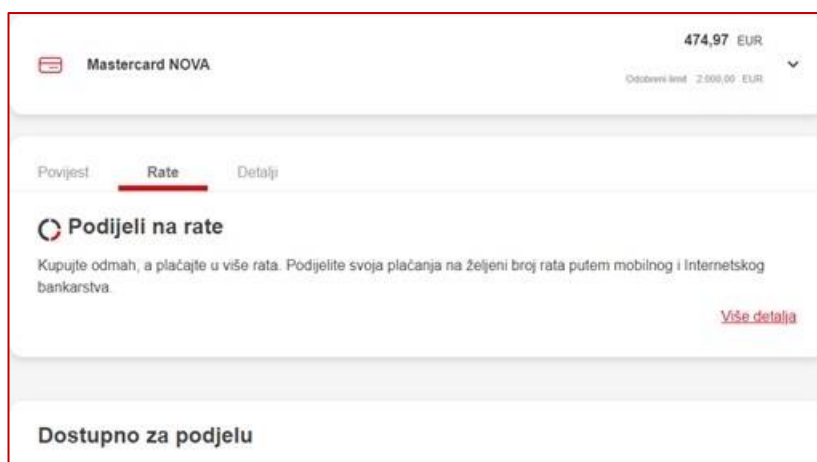 474,97 EUR
Mastercard NOVA
Odobreni limit 2.000,00 EUR
Povijest Rate Detalji
Podijeli na rate
Kupujte odmah, a plaćajte u više rata. Podijelite svoja plaćanja na željeni broj rata putem mobilnog i Internetskog
bankarstva.
Više detalja
Dostupno za podjelu